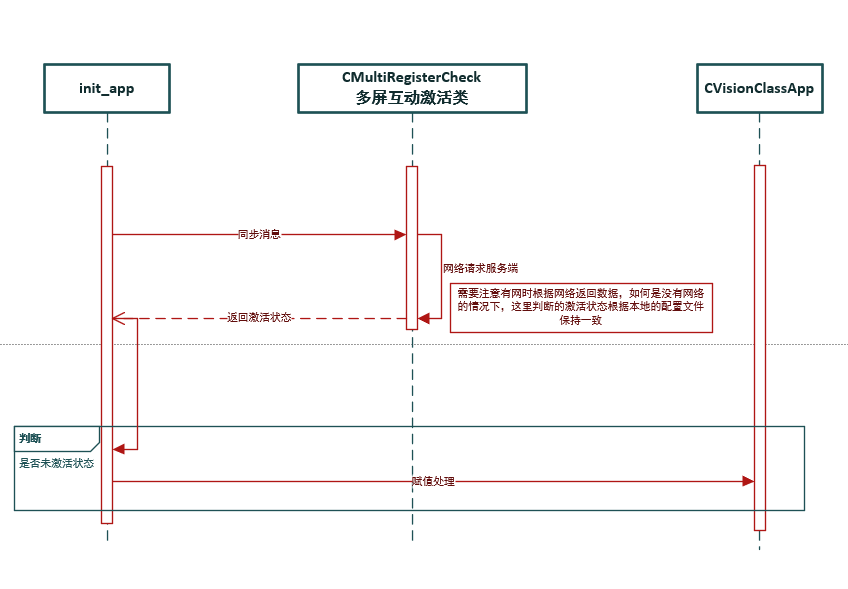 init_app
CMultiRegisterCheck
多屏互动激活类
CVisionClassApp
同步消息
网络请求服务端
需要注意有网时根据网络返回数据，如何是没有网络
的情况下，这里判断的激活状态根据本地的配置文件
保持一致
返回激活状态
判断
是否未激活状态
赋值处理